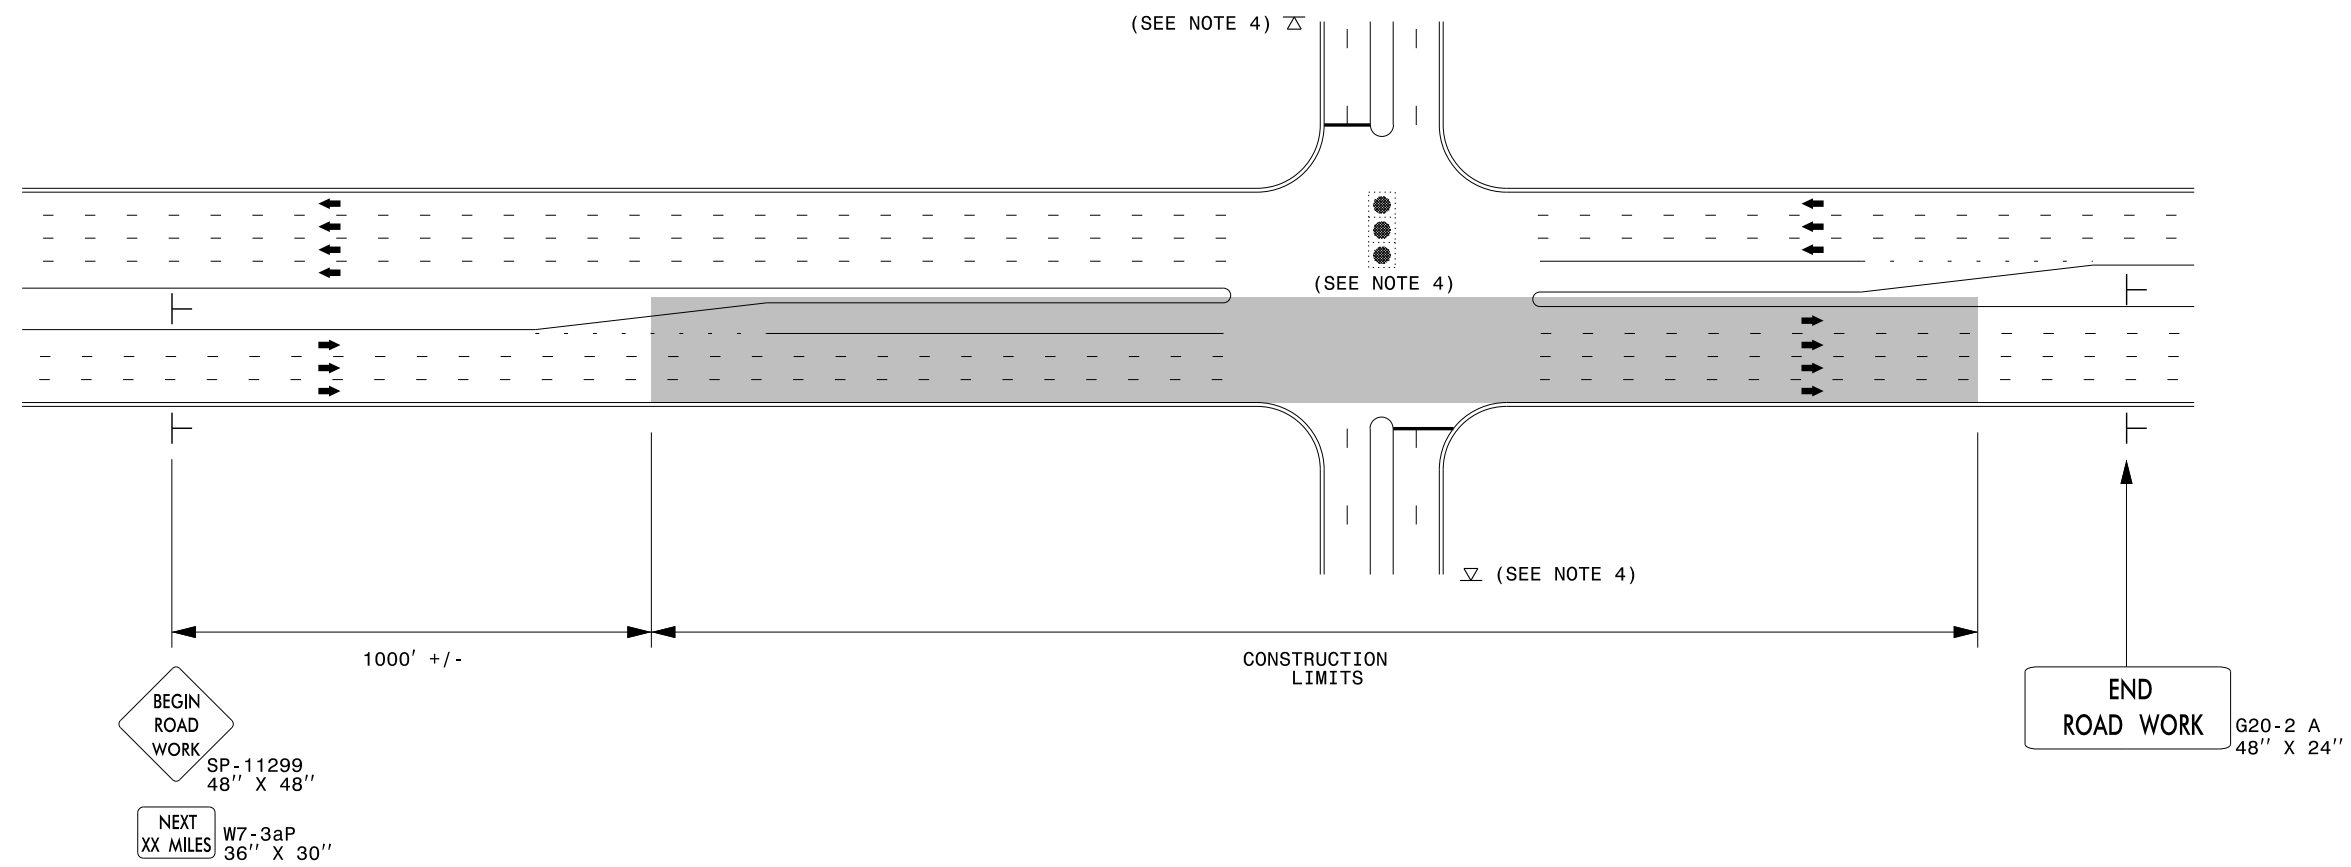 (SEE NOTE 4)
(SEE NOTE 4)
(SEE NOTE 4)
1000' +/-
CONSTRUCTION
LIMITS
BEGIN
ROAD
WORK
SP-11299
48'' X 48''
NEXT
XX MILES
W7-3aP
36'' X 30''
END
ROAD WORK
G20-2 A
48'' X 24''